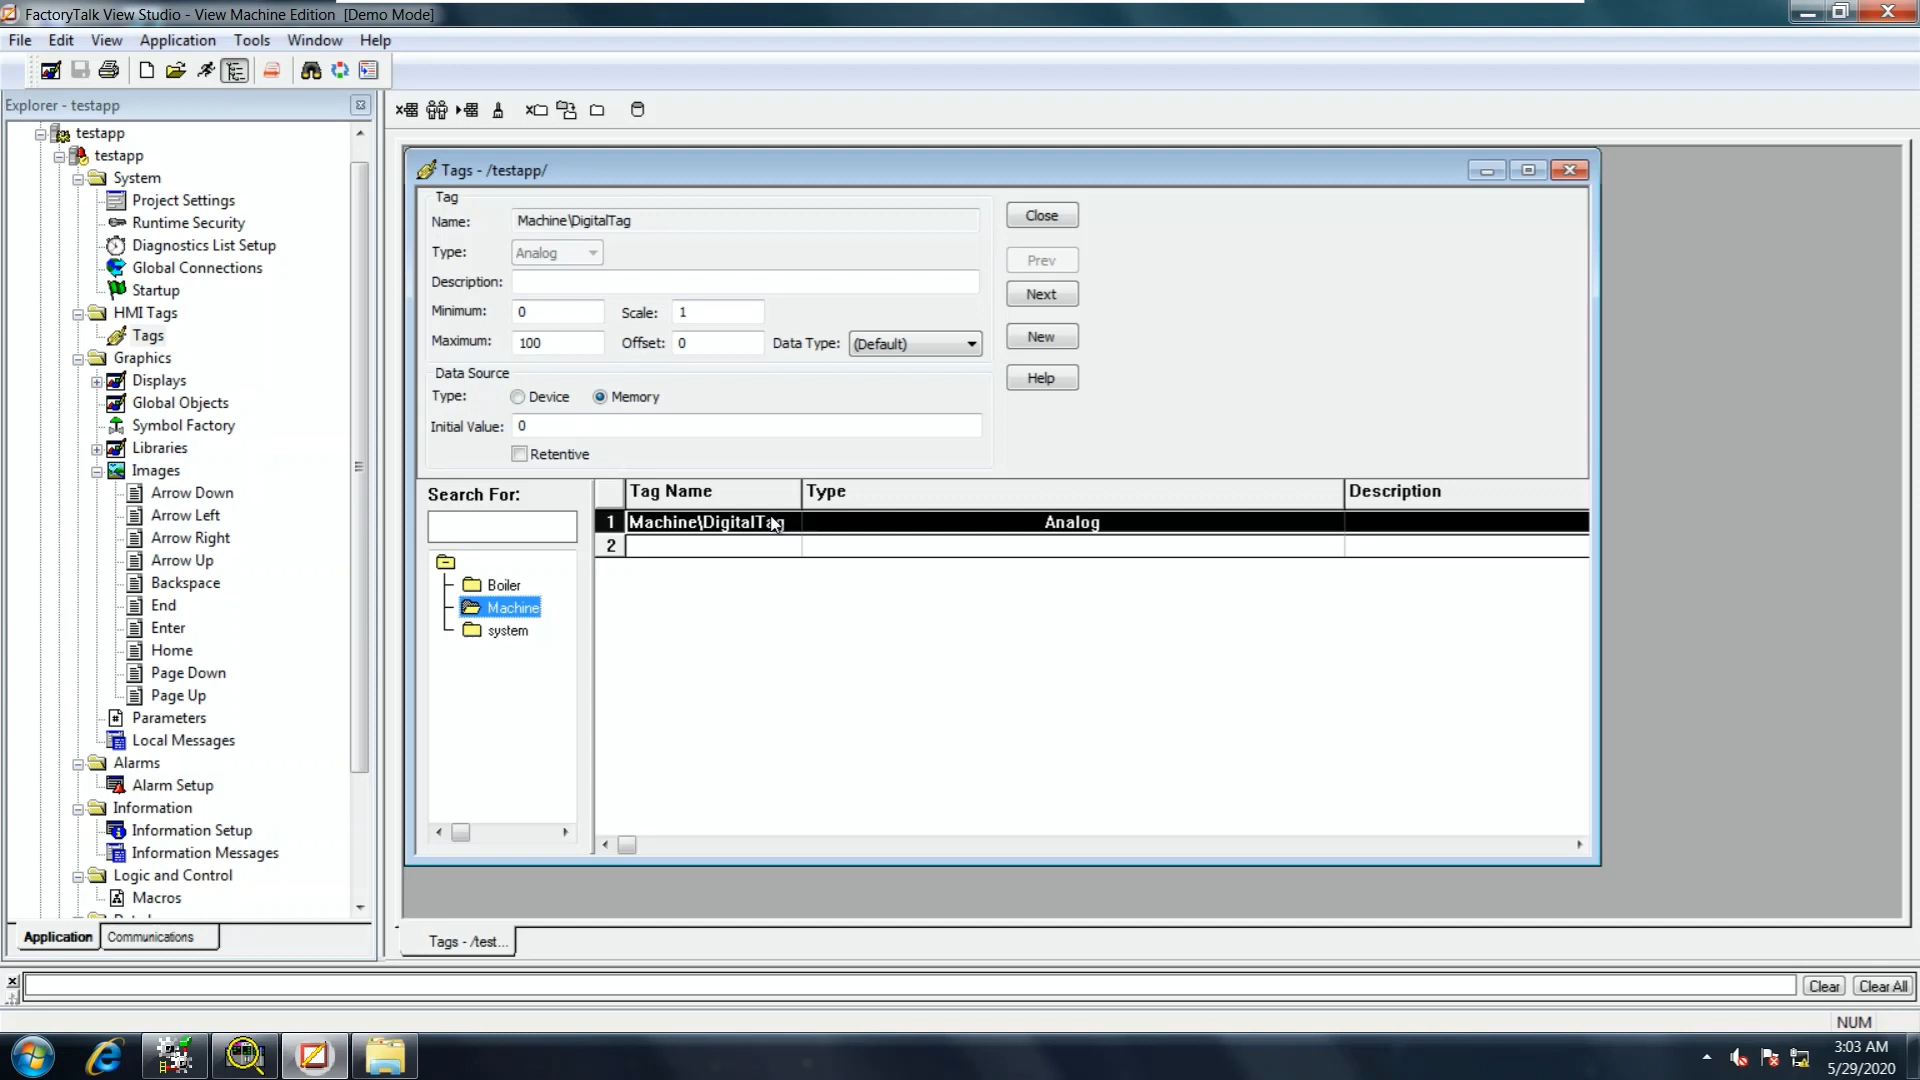 FactoryTalk View Studio - View Machine Edition [Demo Mode]
File Edit View Application Tools Window Help
Explorer - testapp
testapp
testapp
System
Project Settings
Runtime Security
Diagnostics List Setup
Global Connections
Startup
HMI Tags
Tags
Graphics
Displays
Global Objects
Symbol Factory
Libraries
Images
Arrow Down
Arrow Left
Arrow Right
Arrow Up
Backspace
End
Enter
Home
Page Down
Page Up
Parameters
Local Messages
Alarms
Alarm Setup
Information
Information Setup
Information Messages
Logic and Control
Macros
Application Communications
Tags - /testapp/
Tag
Name: Machine\DigitalTag
Type: Analog
Description:
Minimum: 0 Scale: 1
Maximum: 100 Offset: 0 Data Type: (Default)
Data Source
Type: Device Memory
Initial Value: 0
Retentive
Close
Prev
Next
New
Help
Search For:
Boiler
Machine
system
Tag Name Type Description
1 Machine\DigitalTag Analog
2
Tags - /test...
Clear Clear All
NUM
3:03 AM
5/29/2020